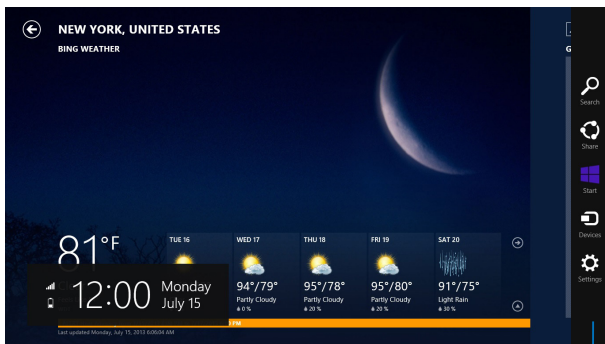 NEW YORK, UNITED STATES
BING WEATHER
G
Search
Share
Start
Devices
Settings
81°F
TUE 16
WED 17
94°/79°
Partly Cloudy
0 %
THU 18
95°/78°
Partly Cloudy
20 %
FRI 19
95°/80°
Partly Cloudy
20 %
SAT 20
91°/75°
Light Rain
30 %
12:00
Monday
July 15
PM
Last updated Monday, July 15, 2013 6:06:04 AM